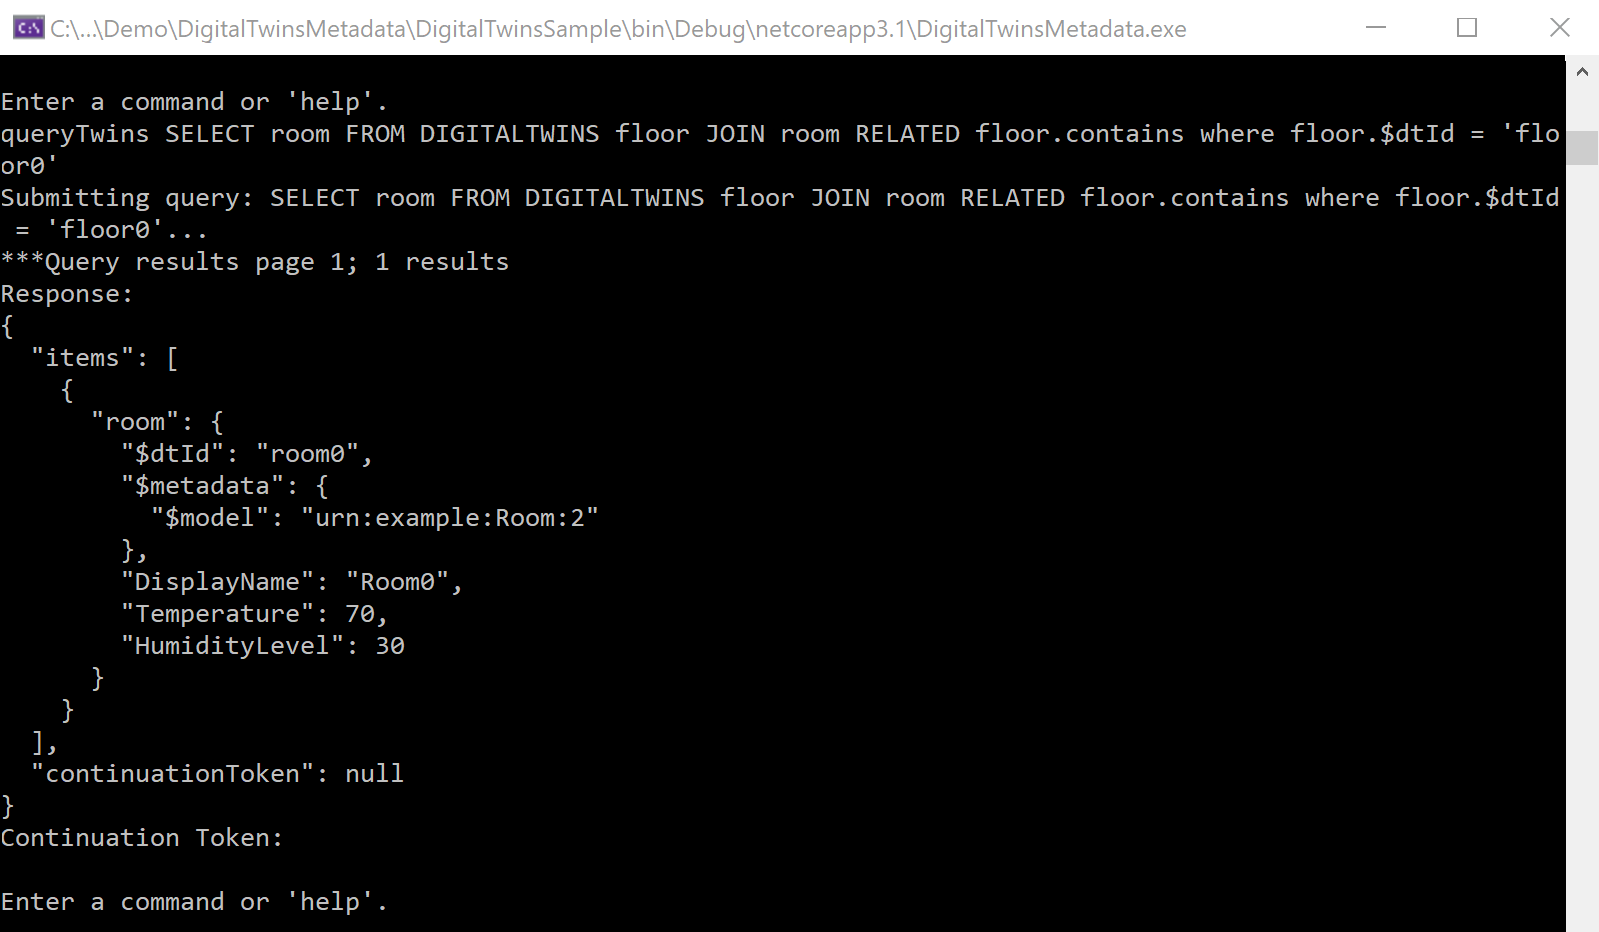 C:\...\Demo\DigitalTwinsMetadata\DigitalTwinsSample\bin\Debug\netcoreapp3.1\DigitalTwinsMetadata.exe
Enter a command or 'help'.
queryTwins SELECT room FROM DIGITALTWINS floor JOIN room RELATED floor.contains where floor.$dtId = 'flo
or0'
Submitting query: SELECT room FROM DIGITALTWINS floor JOIN room RELATED floor.contains where floor.$dtId
 = 'floor0'...
***Query results page 1; 1 results
Response:
{
  "items": [
    {
      "room": {
        "$dtId": "room0",
        "$metadata": {
          "$model": "urn:example:Room:2"
        },
        "DisplayName": "Room0",
        "Temperature": 70,
        "HumidityLevel": 30
      }
    }
  ],
  "continuationToken": null
}
Continuation Token:
Enter a command or 'help'.